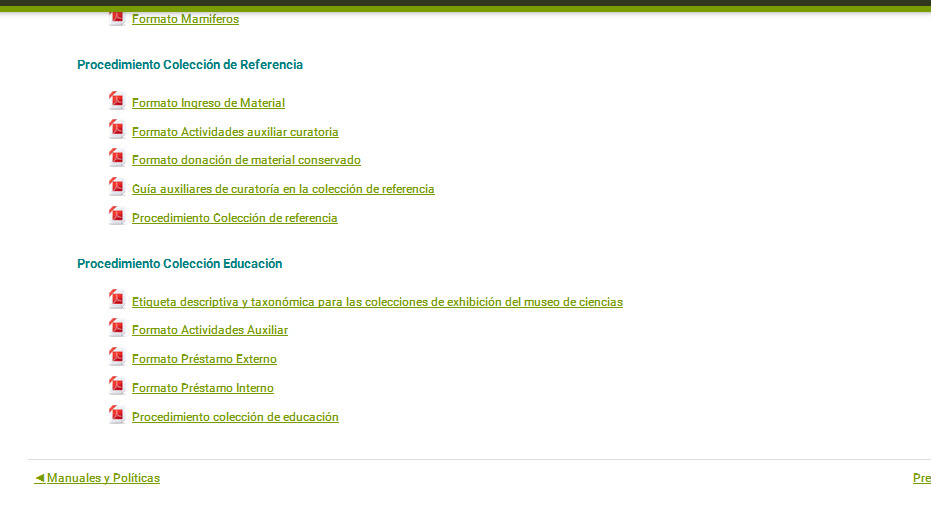 Formato Mamiferos
Procedimiento Colección de Referencia
Formato Ingreso de Material
Formato Actividades auxiliar curatoria
Formato donación de material conservado
Guía auxiliares de curatoría en la colección de referencia
Procedimiento Colección de referencia
Procedimiento Colección Educación
Etiqueta descriptiva y taxonómica para las colecciones de exhibición del museo de ciencias
Formato Actividades Auxiliar
Formato Préstamo Externo
Formato Préstamo Interno
Procedimiento colección de educación
◄ Manuales y Políticas
Pre